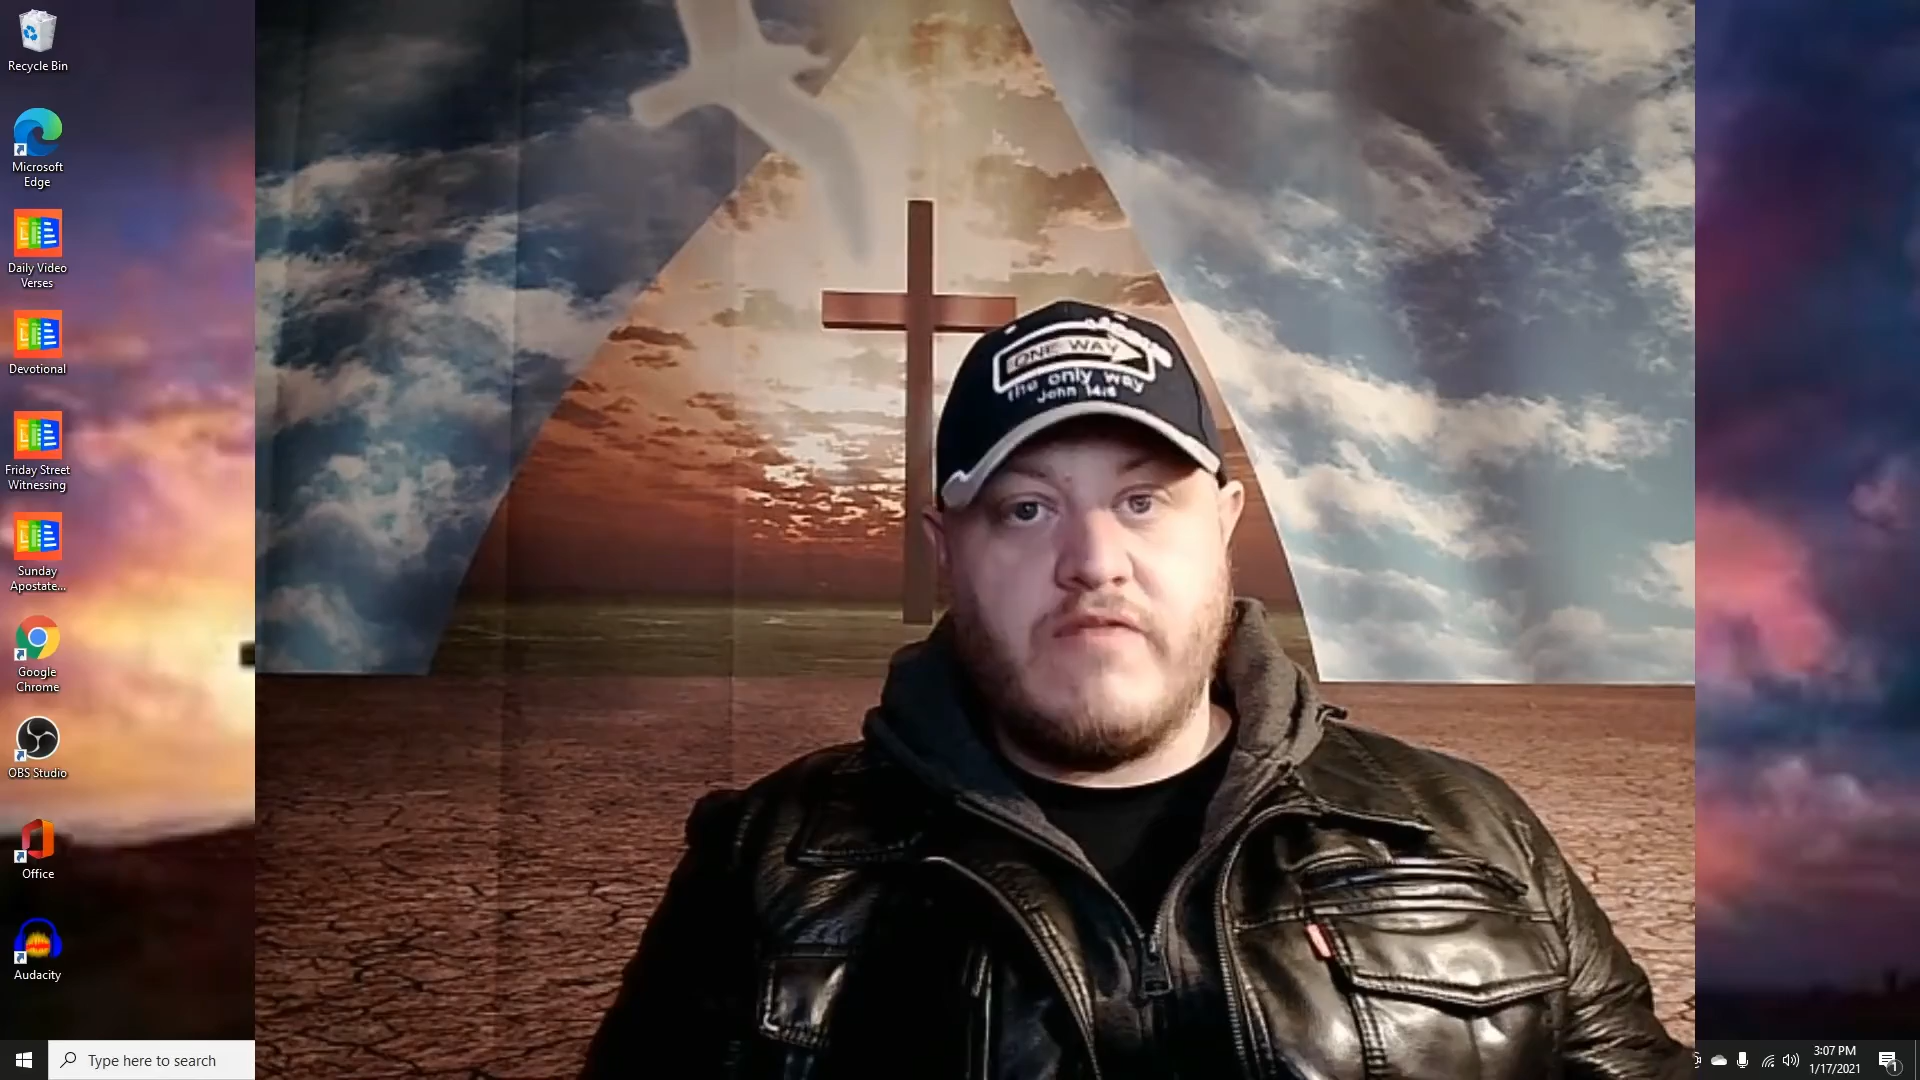 Recycle Bin
Microsoft
Edge
Daily Video
Verses
Devotional
Friday Street
Witnessing
Sunday
Apostate...
Google
Chrome
OBS Studio
Office
Audacity
Type here to search
ONE WAY
the only way
John 14:6
3:07 PM
1/17/2021
1